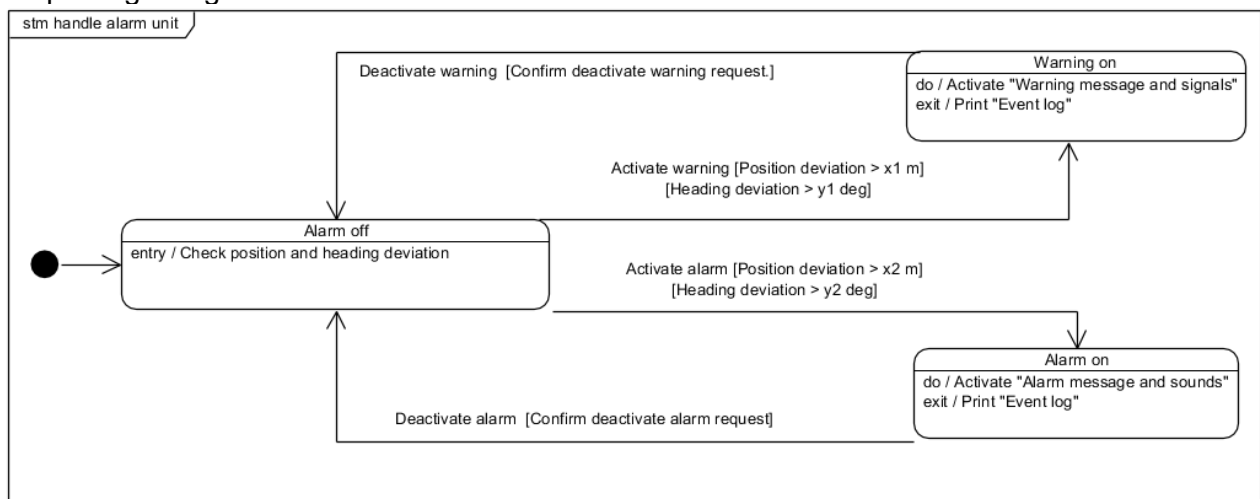 stm handle alarm unit
Warning on
do / Activate "Warning message and signals"
exit / Print "Event log"
Deactivate warning [Confirm deactivate warning request.]
Activate warning [Position deviation > x1 m]
[Heading deviation > y1 deg]
Alarm off
entry / Check position and heading deviation
Activate alarm [Position deviation > x2 m]
[Heading deviation > y2 deg]
Alarm on
do / Activate "Alarm message and sounds"
exit / Print "Event log"
Deactivate alarm [Confirm deactivate alarm request]